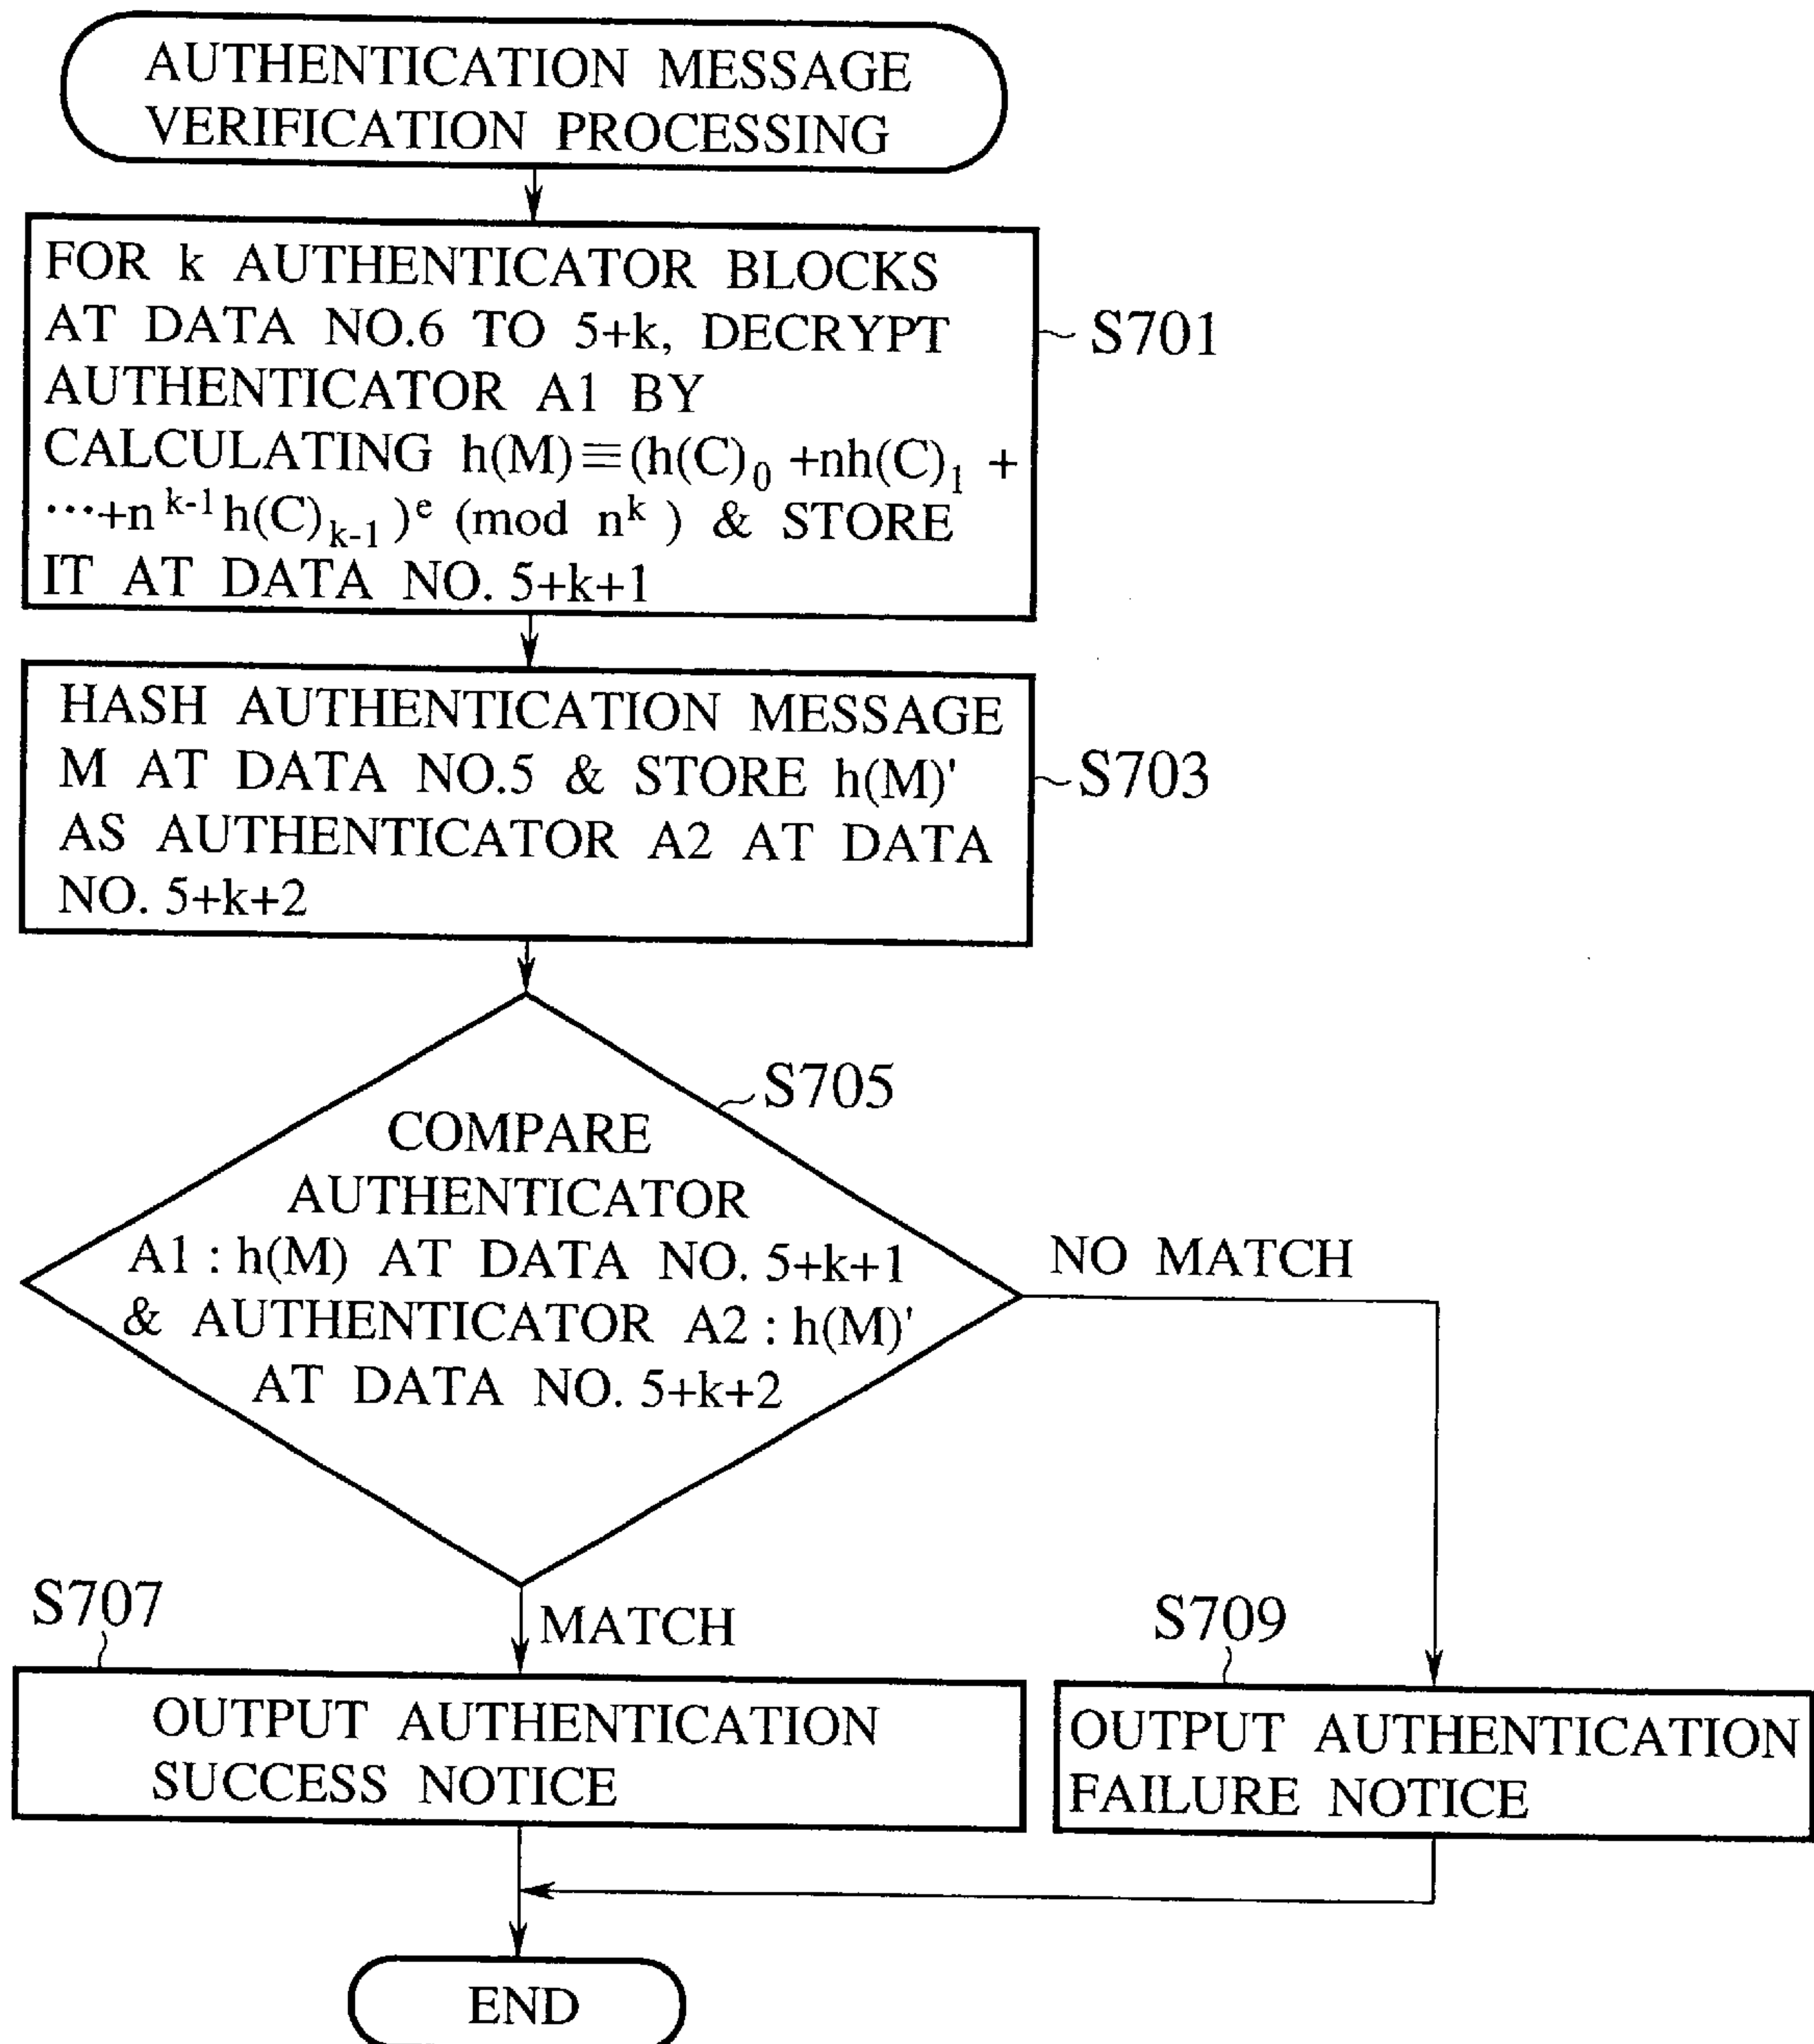 AUTHENTICATION MESSAGE
VERIFICATION PROCESSING
FOR k AUTHENTICATOR BLOCKS
AT DATA NO.6 TO 5+k, DECRYPT
AUTHENTICATOR A1 BY
CALCULATING h(M)≡(h(C)₀ +nh(C)₁ +
···+n^{k-1} h(C)_{k-1} )^e (mod n^k ) & STORE
IT AT DATA NO. 5+k+1
S701
HASH AUTHENTICATION MESSAGE
M AT DATA NO.5 & STORE h(M)'
AS AUTHENTICATOR A2 AT DATA
NO. 5+k+2
S703
S705
COMPARE
AUTHENTICATOR
A1 : h(M) AT DATA NO. 5+k+1
& AUTHENTICATOR A2 : h(M)'
AT DATA NO. 5+k+2
NO MATCH
MATCH
S707
OUTPUT AUTHENTICATION
SUCCESS NOTICE
S709
OUTPUT AUTHENTICATION
FAILURE NOTICE
END